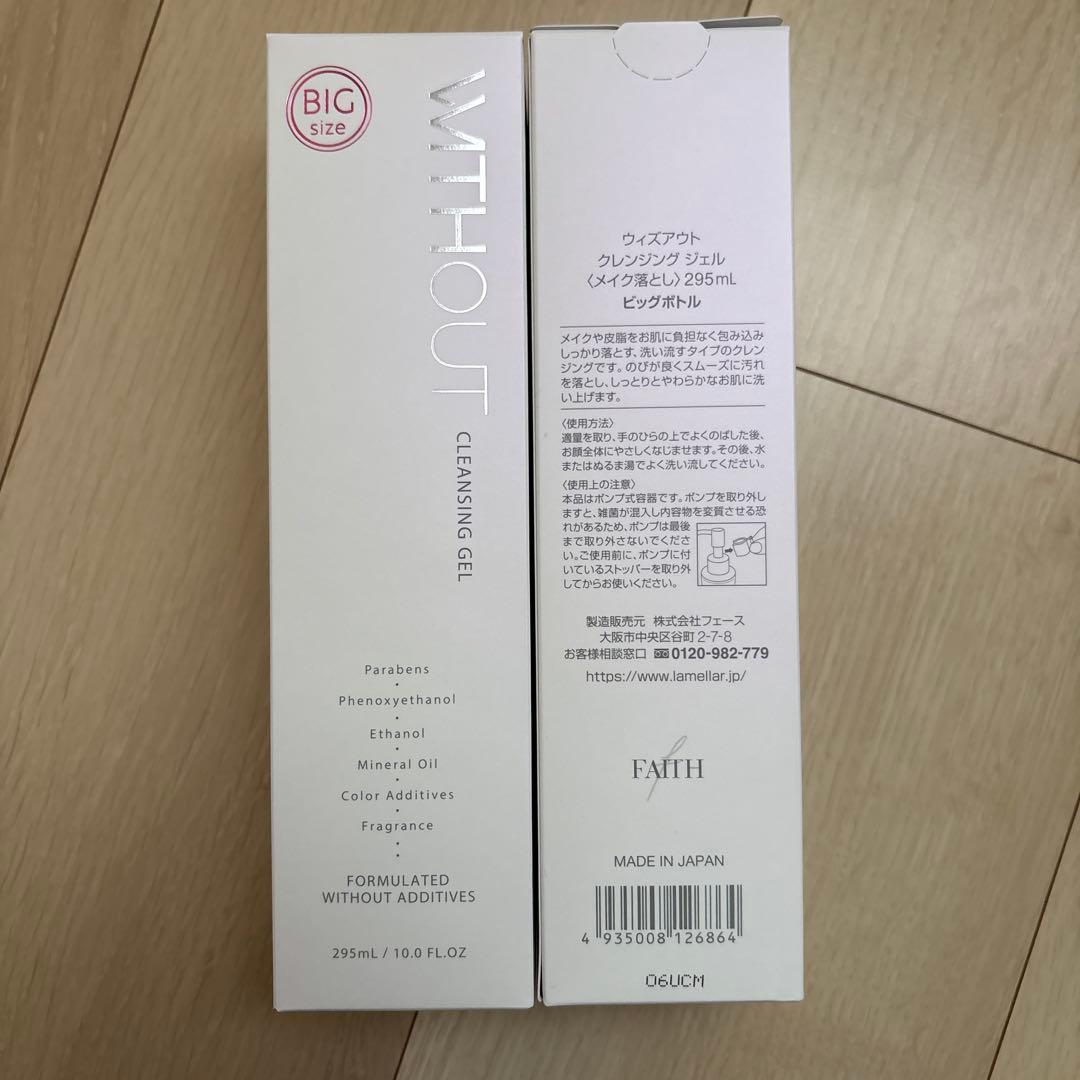 BIG
size
WITHOUT
CLEANSING GEL
Parabens
Phenoxyethanol
Ethanol
Mineral Oil
Color Additives
Fragrance
FORMULATED
WITHOUT ADDITIVES
295mL / 10.0 FL.OZ
ウィズアウト
クレンジング ジェル
〈メイク落とし〉295mL
ビッグボトル
メイクや皮脂をお肌に負担なく包み込み
しっかり落とす、洗い流すタイプのクレン
ジングです。のびが良くスムーズに汚れ
を落とし、しっとりとやわらかなお肌に洗
い上げます。
〈使用方法〉
適量を取り、手のひらの上でよくのばした後、
お顔全体にやさしくなじませます。その後、水
またはぬるま湯でよく洗い流してください。
〈使用上の注意〉
本品はポンプ式容器です。ポンプを取り外し
ますと、雑菌が混入し内容物を変質させる恐
れがあるため、ポンプは最後
まで取り外さないでくださ
い。ご使用前に、ポンプに付
いているストッパーを取り外
してからお使いください。
製造販売元 株式会社フェース
大阪市中央区谷町2-7-8
お客様相談窓口 0120-982-779
https://www.lamellar.jp/
FAITH
MADE IN JAPAN
4 935008 126864
06UCM